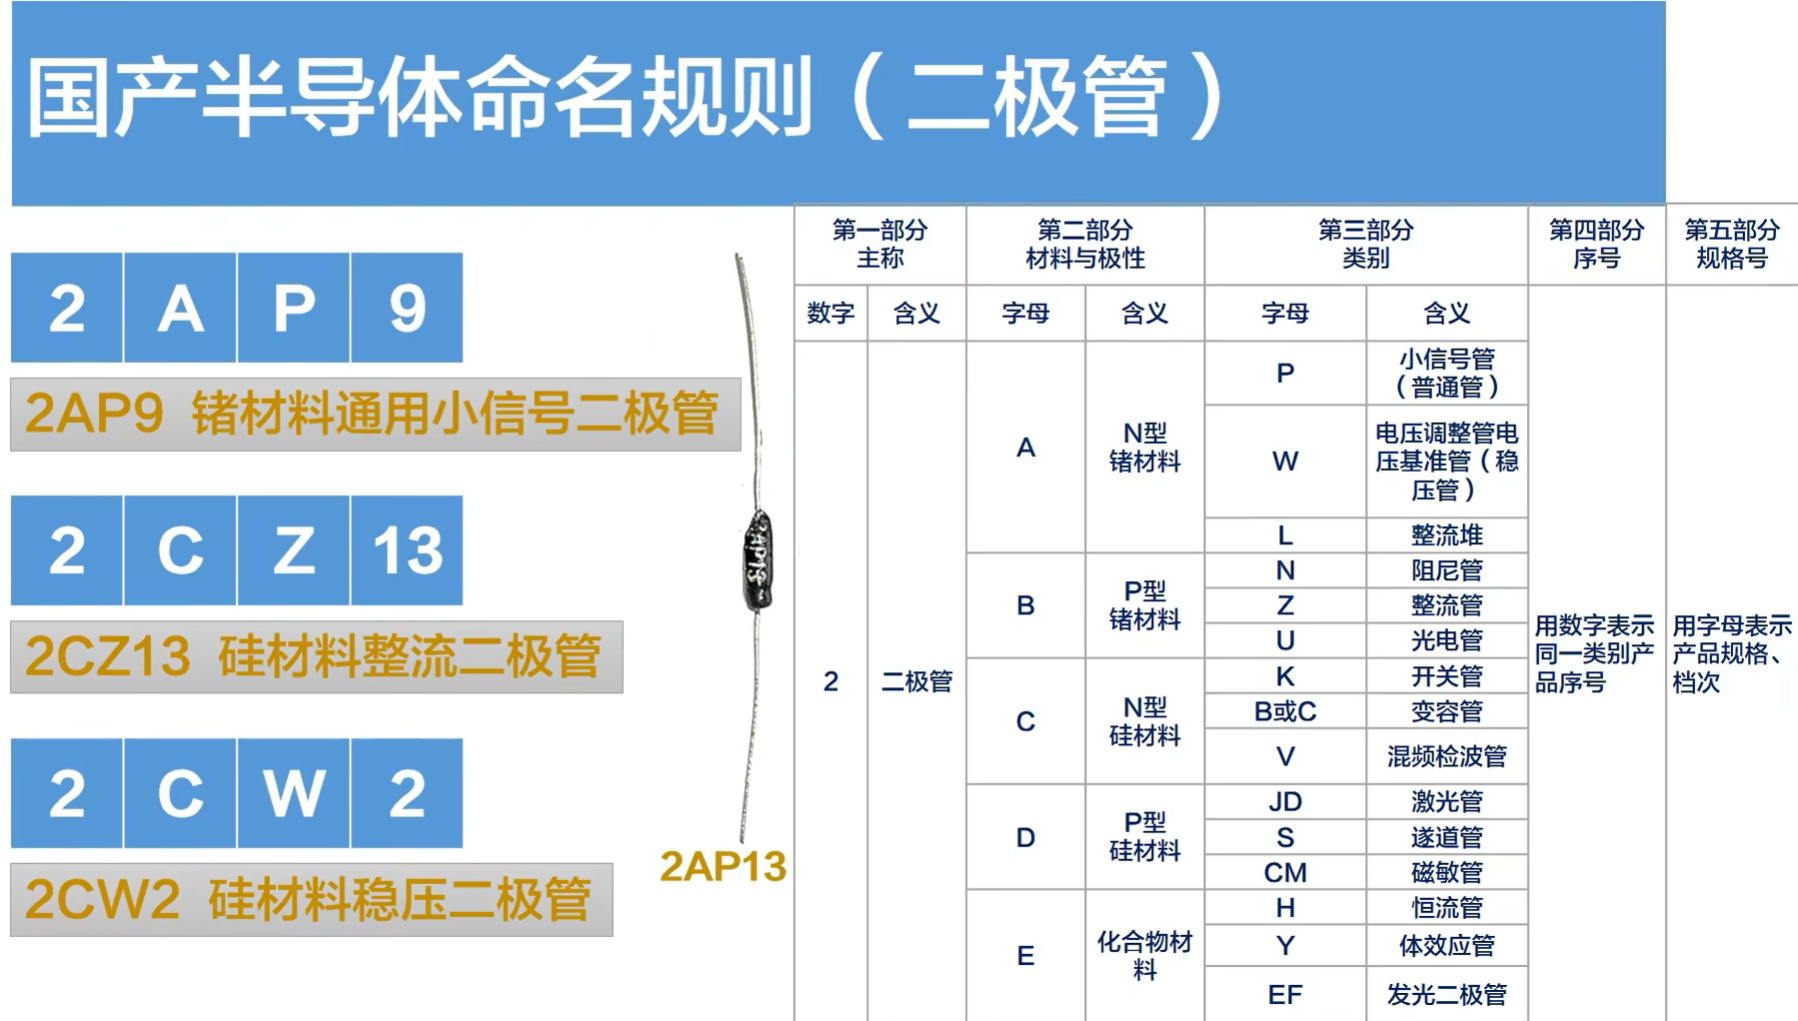 国产半导体命名规则（二极管）
2 A P 9
2AP9 锗材料通用小信号二极管
2 C Z 13
2CZ13 硅材料整流二极管
2 C W 2
2CW2 硅材料稳压二极管
2AP13
2AP13
第一部分
主称
第二部分
材料与极性
第三部分
类别
第四部分
序号
第五部分
规格号
数字
含义
字母
含义
字母
含义
2
二极管
A
N型
锗材料
B
P型
锗材料
C
N型
硅材料
D
P型
硅材料
E
化合物材
料
P
小信号管
（普通管）
W
电压调整管电
压基准管（稳
压管）
L
整流堆
N
阻尼管
Z
整流管
U
光电管
K
开关管
B或C
变容管
V
混频检波管
JD
激光管
S
遂道管
CM
磁敏管
H
恒流管
Y
体效应管
EF
发光二极管
用数字表示
同一类别产
品序号
用字母表示
产品规格、
档次